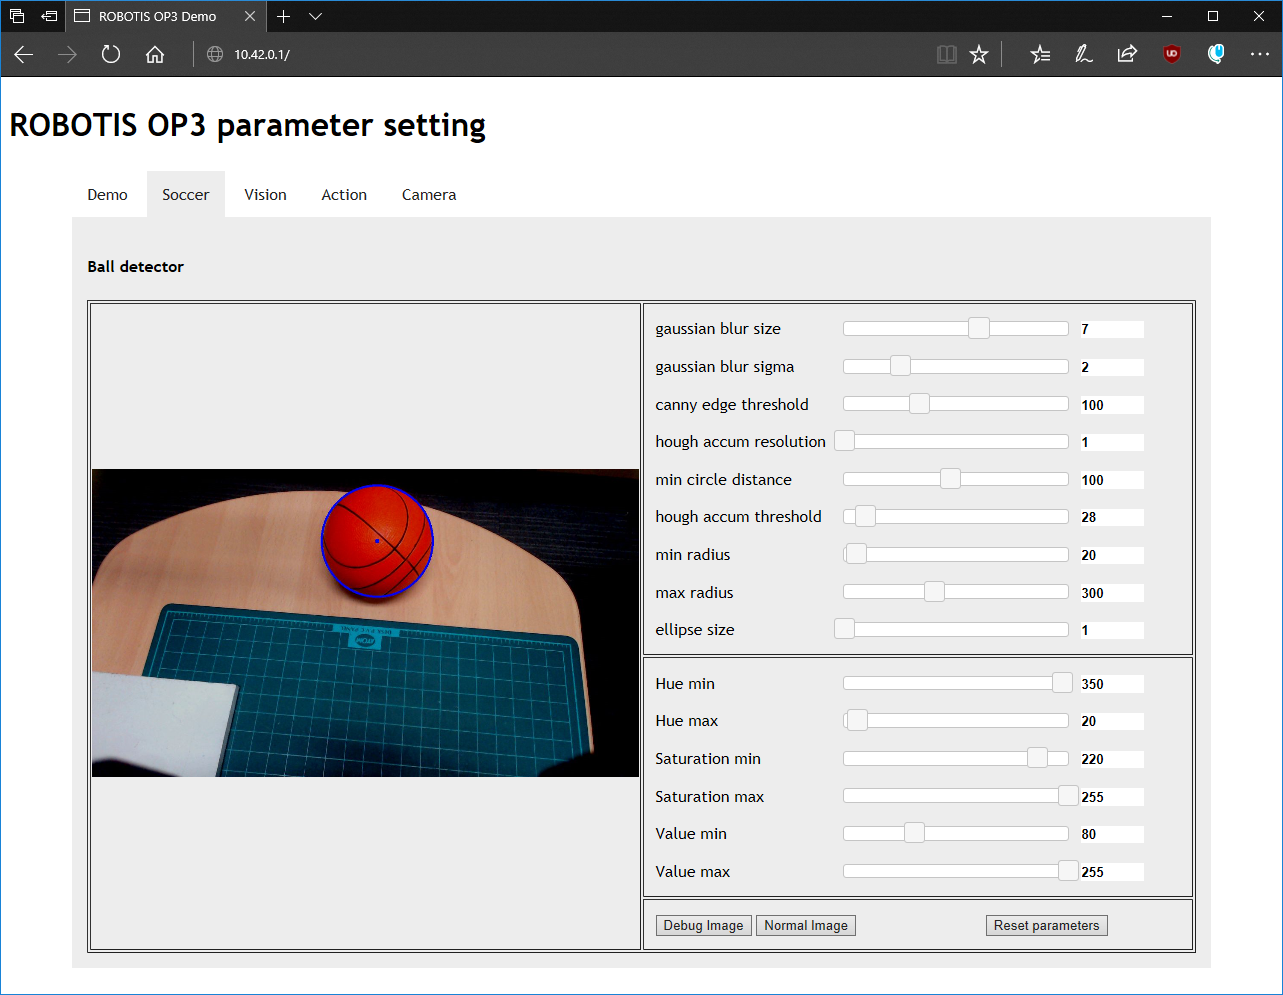 ROBOTIS OP3 Demo
10.42.0.1/
UD
ROBOTIS OP3 parameter setting
Demo Soccer Vision Action Camera
Ball detector
gaussian blur size 7
gaussian blur sigma 2
canny edge threshold 100
hough accum resolution 1
min circle distance 100
hough accum threshold 28
min radius 20
max radius 300
ellipse size 1
Hue min 350
Hue max 20
Saturation min 220
Saturation max 255
Value min 80
Value max 255
Debug Image Normal Image Reset parameters